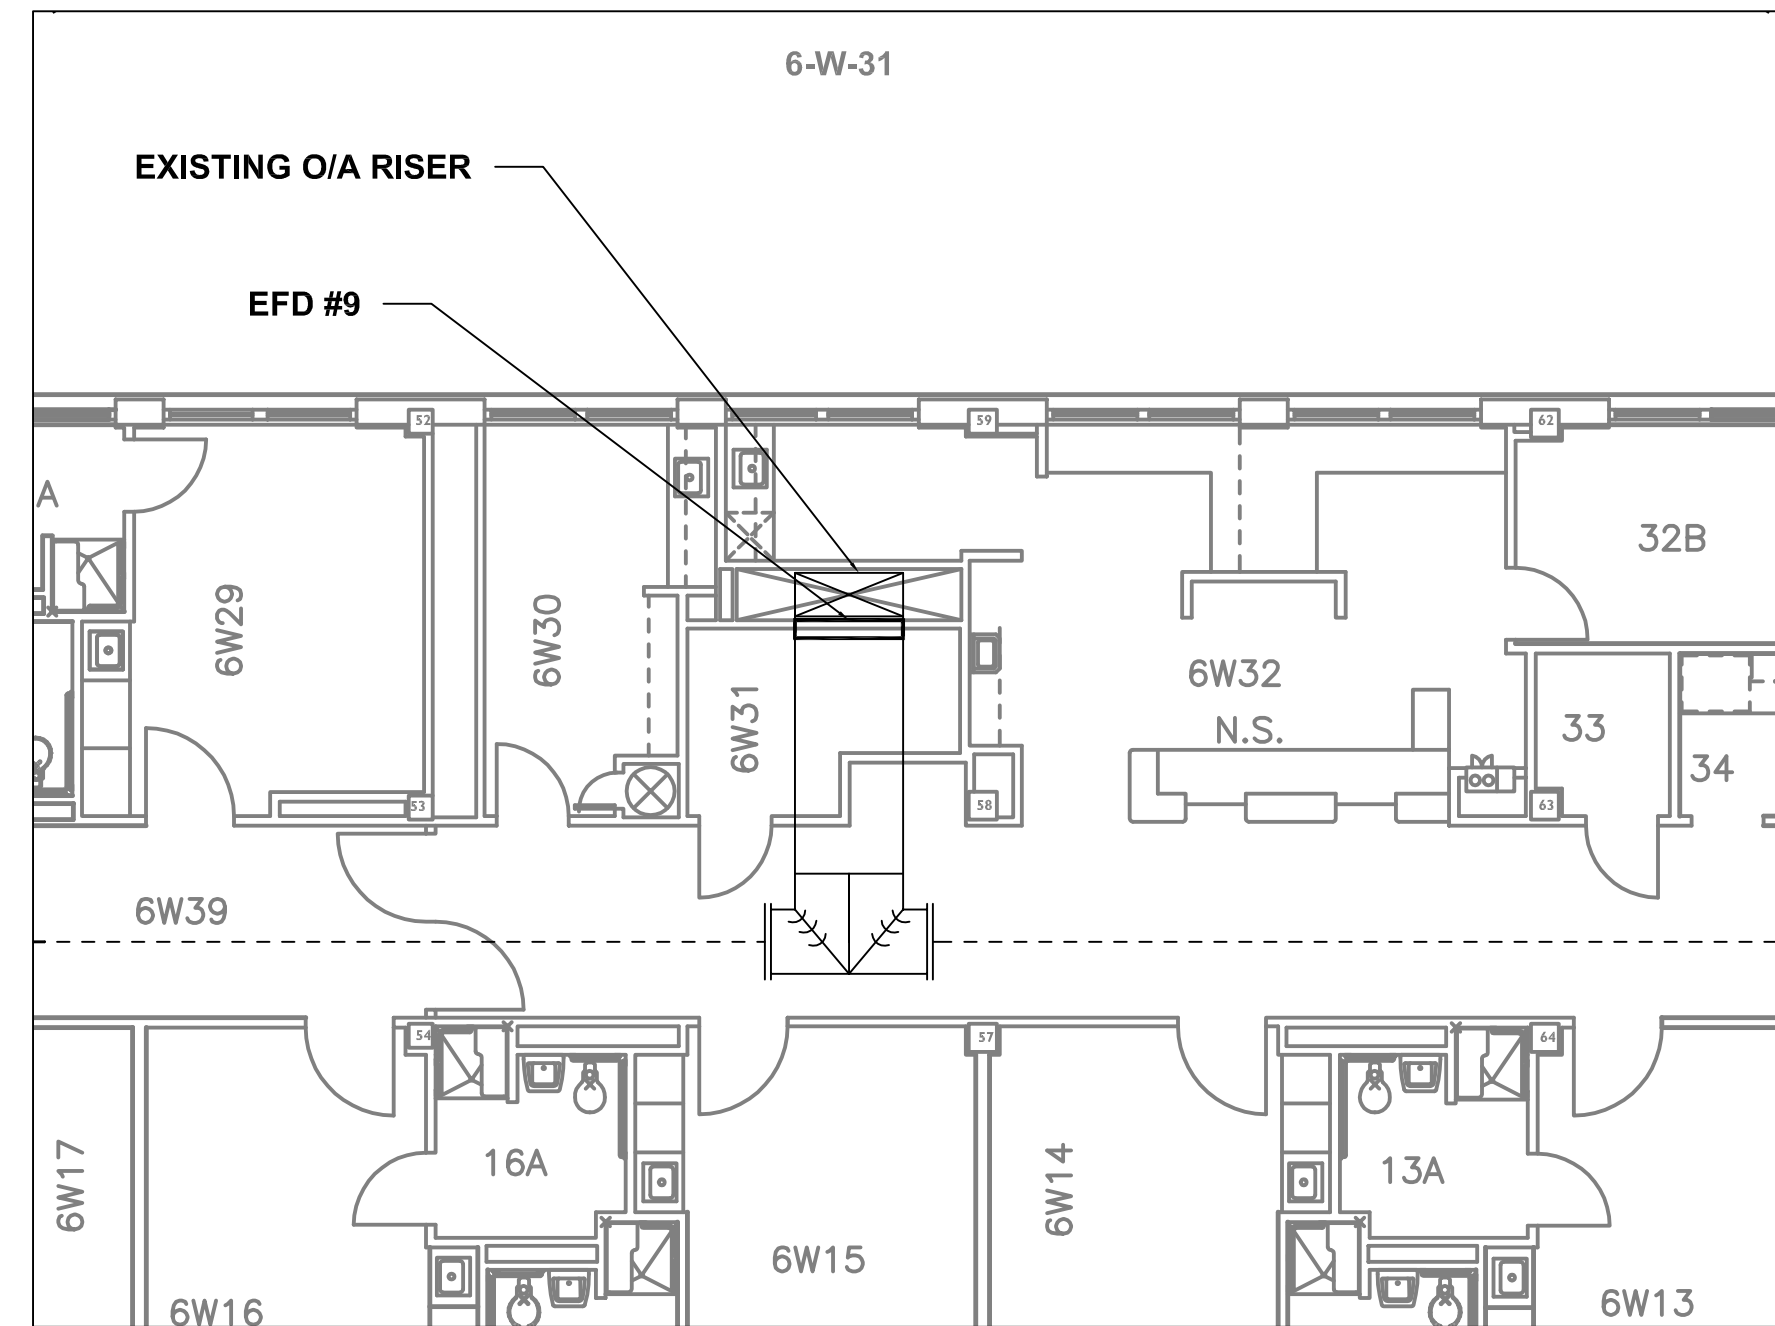 6-W-31
EXISTING O/A RISER
EFD #9
52
59
62
A
32B
6W29
6W30
6W31
6W32
N.S.
33
34
53
58
63
6W39
54
57
64
6W17
16A
6W14
13A
6W15
6W16
6W13